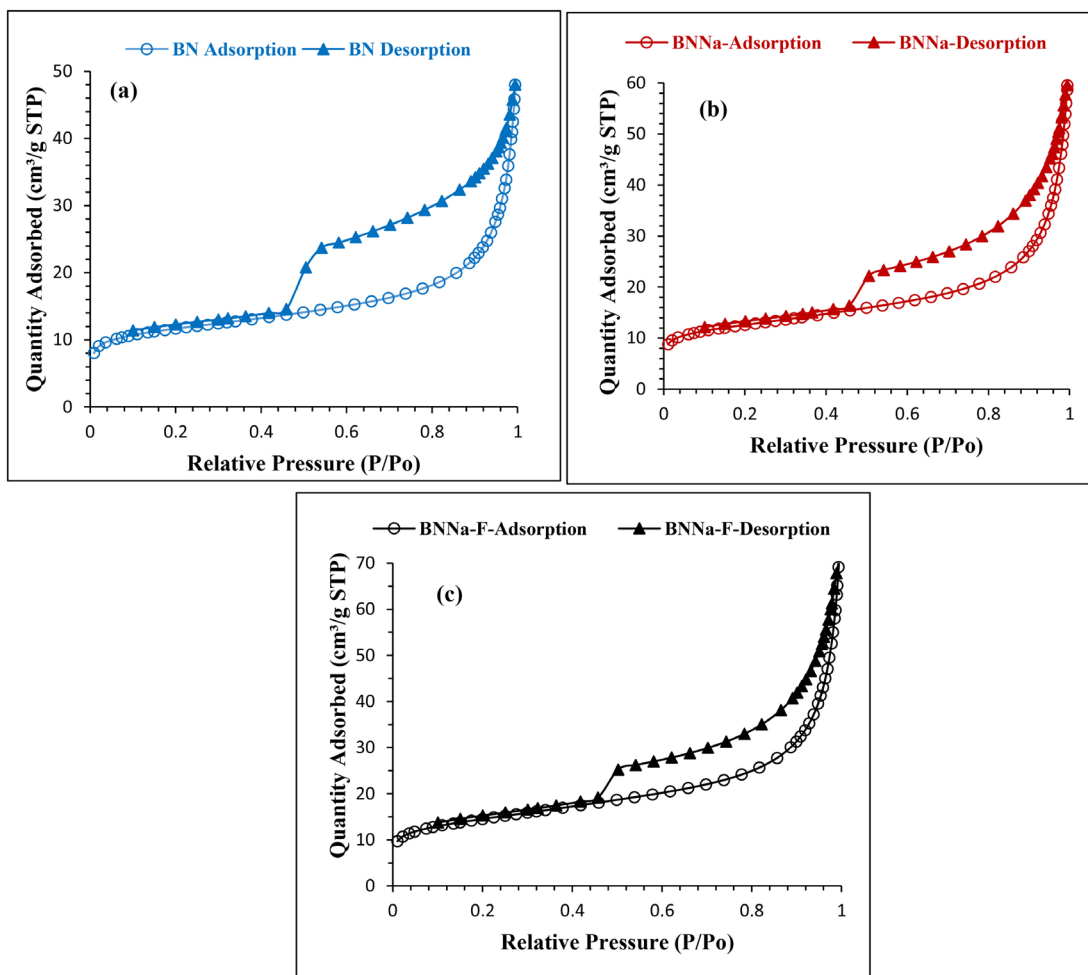 BN Adsorption BN Desorption
(a)
Quantity Adsorbed (cm³/g STP)
50
40
30
20
10
0
0 0.2 0.4 0.6 0.8 1
Relative Pressure (P/Po)
BNNa-Adsorption BNNa-Desorption
(b)
Quantity Adsorbed (cm³/g STP)
60
50
40
30
20
10
0
0 0.2 0.4 0.6 0.8 1
Relative Pressure (P/Po)
BNNa-F-Adsorption BNNa-F-Desorption
(c)
Quantity Adsorbed (cm³/g STP)
70
60
50
40
30
20
10
0
0 0.2 0.4 0.6 0.8 1
Relative Pressure (P/Po)